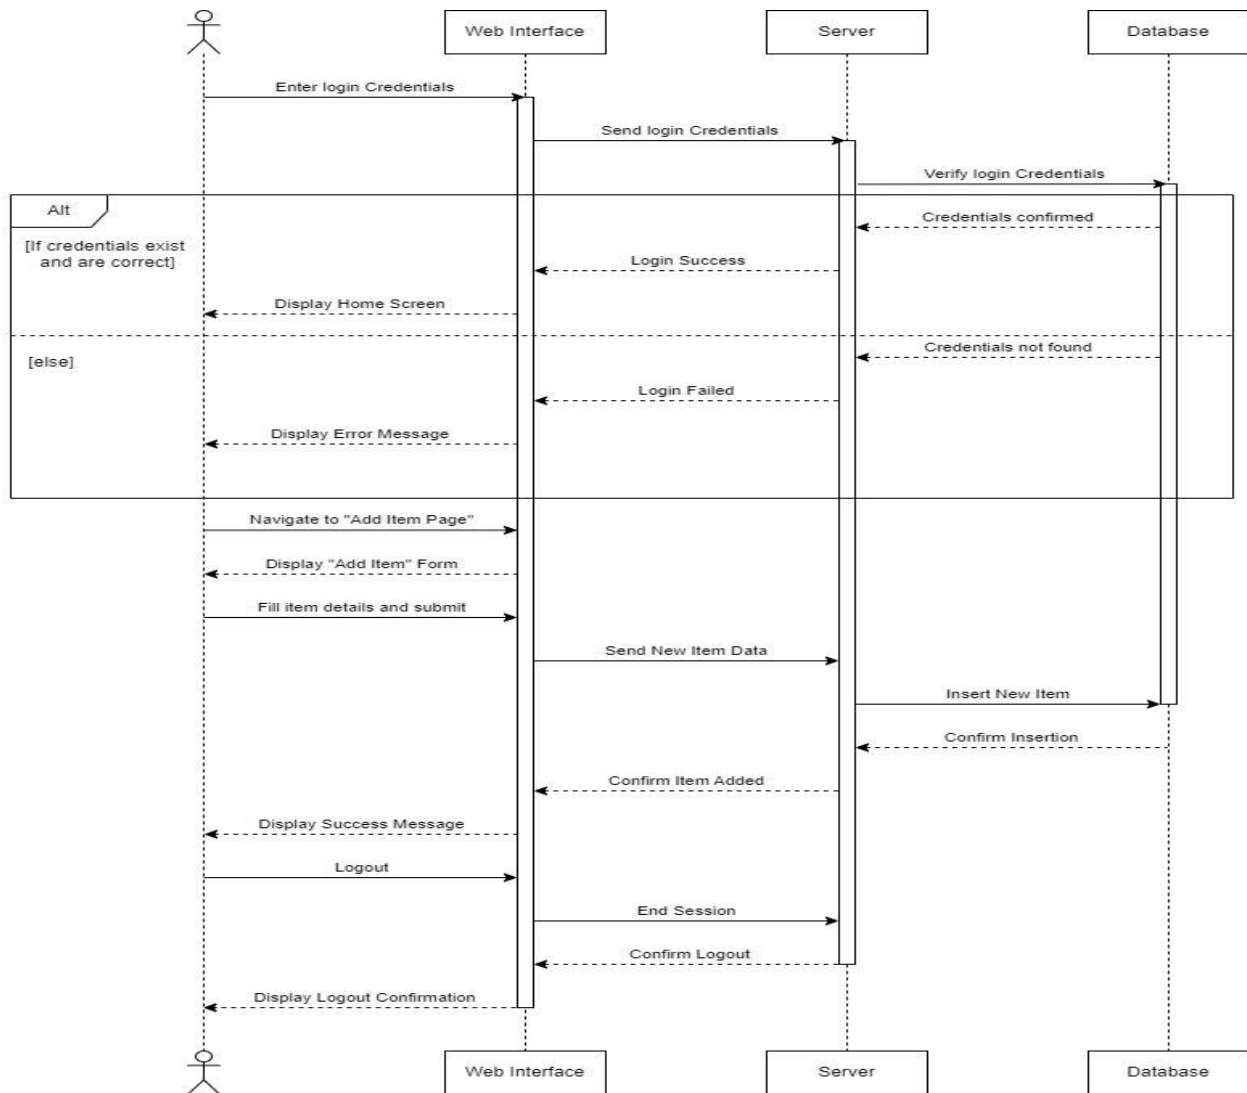 Web Interface
Server
Database
Enter login Credentials
Send login Credentials
Verify login Credentials
Alt
Credentials confirmed
[If credentials exist
and are correct]
Login Success
Display Home Screen
Credentials not found
[else]
Login Failed
Display Error Message
Navigate to "Add Item Page"
Display "Add Item" Form
Fill item details and submit
Send New Item Data
Insert New Item
Confirm Insertion
Confirm Item Added
Display Success Message
Logout
End Session
Confirm Logout
Display Logout Confirmation
Web Interface
Server
Database